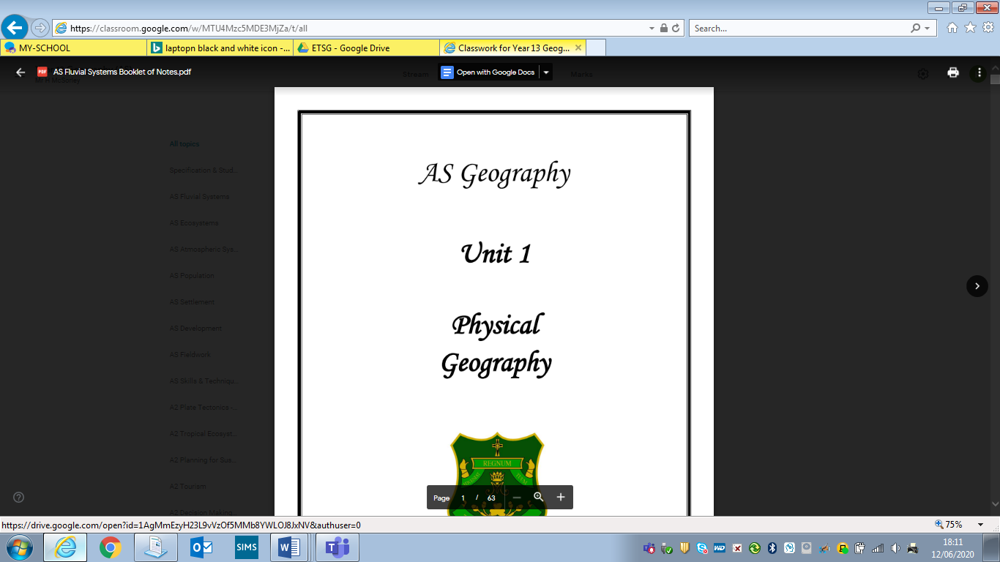 https://classroom.google.com/w/MTU4Mzc5MDE3MjZa/t/all
Search...
MY-SCHOOL
laptopn black and white icon -...
ETSG - Google Drive
Classwork for Year 13 Geog...
AS Fluvial Systems Booklet of Notes.pdf
Stream
Open with Google Docs
Marks
All topics
Specification & Stud...
AS Fluvial Systems
AS Ecosystems
AS Atmospheric Sys...
AS Population
AS Settlement
AS Development
AS Fieldwork
AS Skills & Techniqu...
A2 Plate Tectonics -...
A2 Tropical Ecosyst...
A2 Planning for Sus...
A2 Tourism
A2 Decision Making...
AS Geography
Unit 1
Physical
Geography
REGNUM
Page 1 / 63
https://drive.google.com/open?id=1AgMmEzyH23L9vVzOf5MMb8YWLOJ8JxNV&authuser=0
75%
SIMS
18:11
12/06/2020